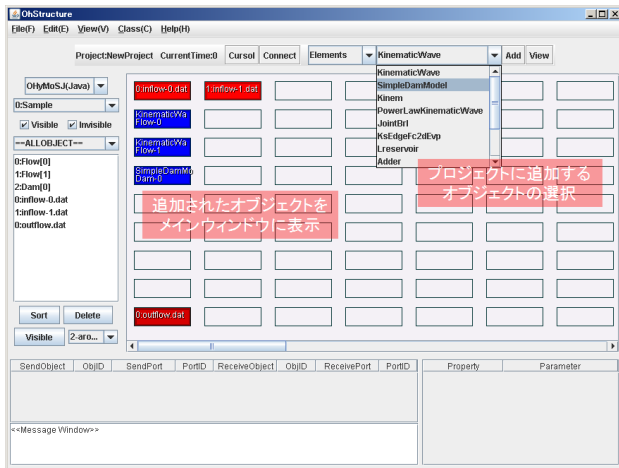 OhStructure
File(F) Edit(E) View(V) Class(C) Help(H)
Project:NewProject CurrentTime:0 Cursol Connect Elements KinematicWave Add View
KinematicWave
SimpleDamModel
Kinem
PowerLawKinematicWave
JointBrl
KsEdgeFc2dEvp
Lreservoir
Adder
プロジェクトに追加する
オブジェクトの選択
OHyMoSJ(Java)
0:Sample
Visible Invisible
==ALLOBJECT==
0:Flow[0]
1:Flow[1]
2:Dam[0]
0:inflow-0.dat
1:inflow-1.dat
0:outflow.dat
Sort Delete
Visible 2-aro...
0:inflow-0.dat 1:inflow-1.dat
KinematicWa
Flow-0
KinematicWa
Flow-1
SimpleDamMo
Dam-0
追加されたオブジェクトを
メインウィンドウに表示
0:outflow.dat
SendObject ObjID SendPort PortID ReceiveObject ObjID ReceivePort PortID
Property Parameter
<<Message Window>>